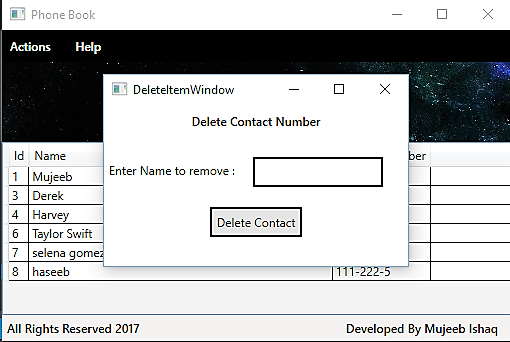 Phone Book
Actions Help
DeleteItemWindow
Delete Contact Number
Enter Name to remove :
Delete Contact
Id Name
1 Mujeeb
3 Derek
4 Harvey
6 Taylor Swift
7 selena gomez
8 haseeb 111-222-5
All Rights Reserved 2017 Developed By Mujeeb Ishaq